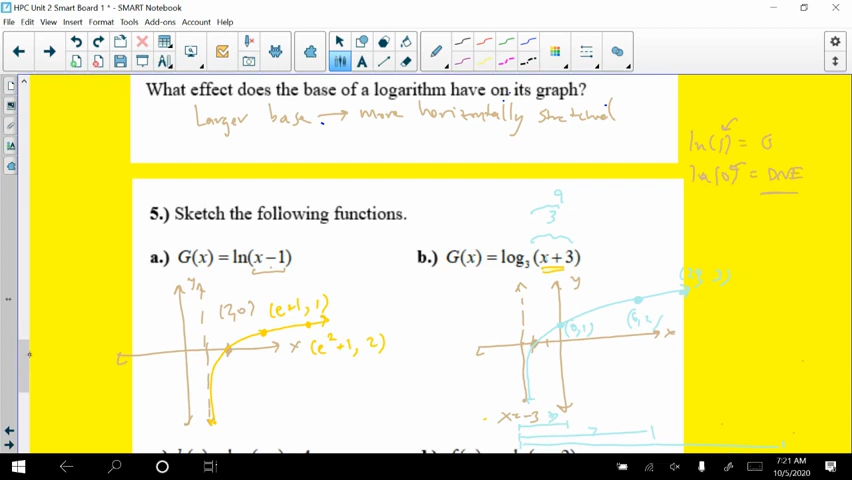 HPC Unit 2 Smart Board 1 * - SMART Notebook
File Edit View Insert Format Tools Add-ons Account Help
What effect does the base of a logarithm have on its graph?
Larger base → more horizontally stretched
ln(1) = 0
ln(0) = DNE
5.) Sketch the following functions.
9
3
a.) G(x) = ln(x−1)
b.) G(x) = log₃(x+3)
y
(2,0)
(e+1, 1)
x
(e²+1, 2)
y
(0,1)
(6,2)
x
x=-3
7:21 AM
10/5/2020